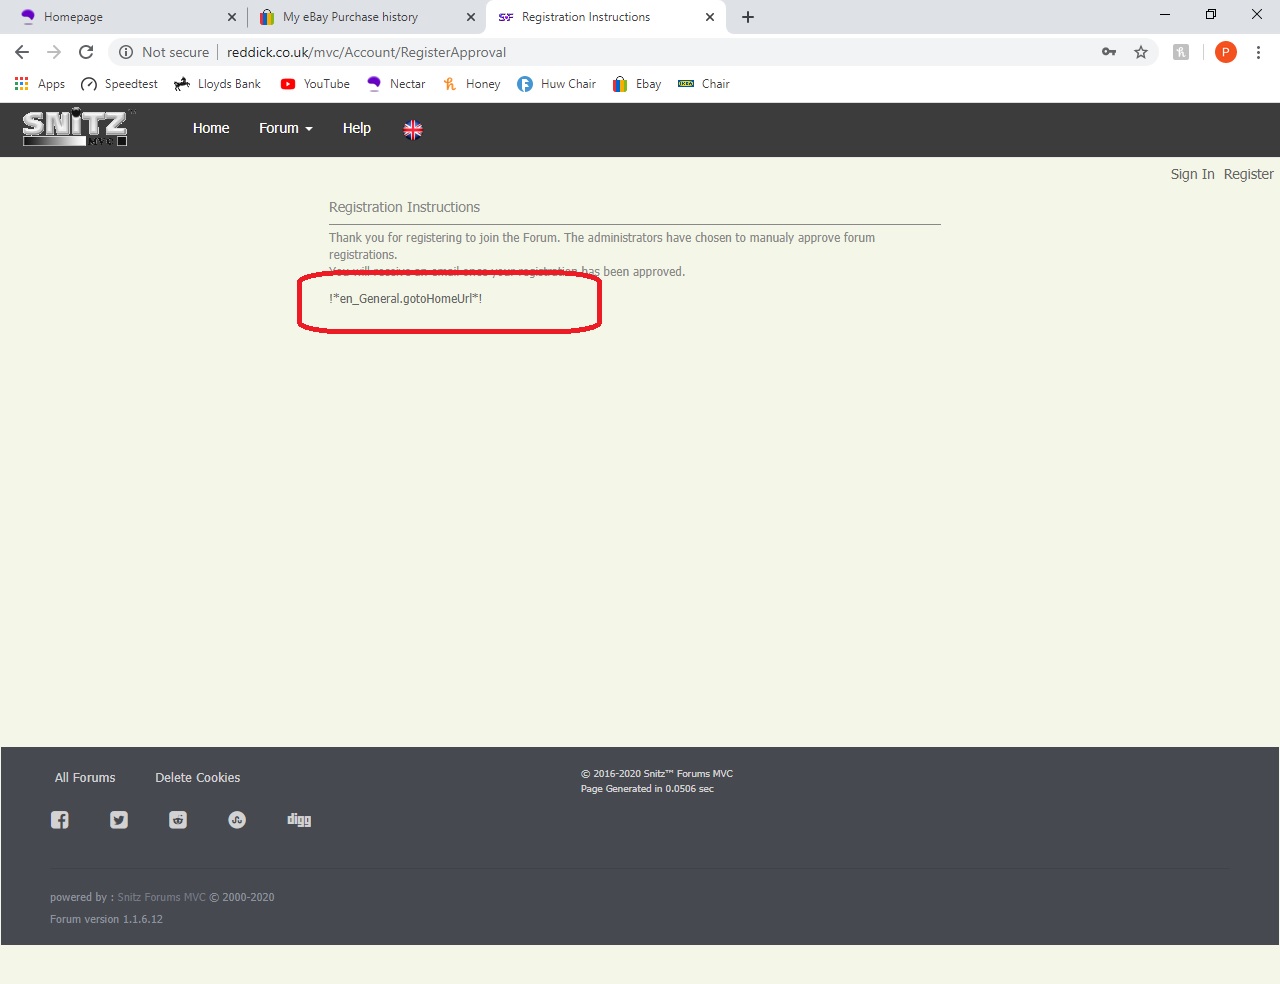 Homepage
My eBay Purchase history
Registration Instructions
Not secure
reddick.co.uk/mvc/Account/RegisterApproval
P
Apps
Speedtest
Lloyds Bank
YouTube
Nectar
Honey
Huw Chair
Ebay
IKEA
Chair
SNiTZ
MVC
Home
Forum
Help
Sign In Register
Registration Instructions
Thank you for registering to join the Forum. The administrators have chosen to manualy approve forum
registrations.
You will receive an email once your registration has been approved.
!*en_General.gotoHomeUrl*!
All Forums
Delete Cookies
© 2016-2020 Snitz™ Forums MVC
Page Generated in 0.0506 sec
digg
powered by : Snitz Forums MVC © 2000-2020
Forum version 1.1.6.12